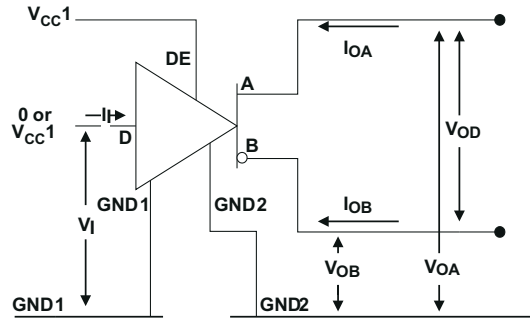 VCC1
DE
IOA
A
0 or
VCC1
II
D
B
VOD
GND1
GND2
IOB
VI
VOB
VOA
GND1
GND2